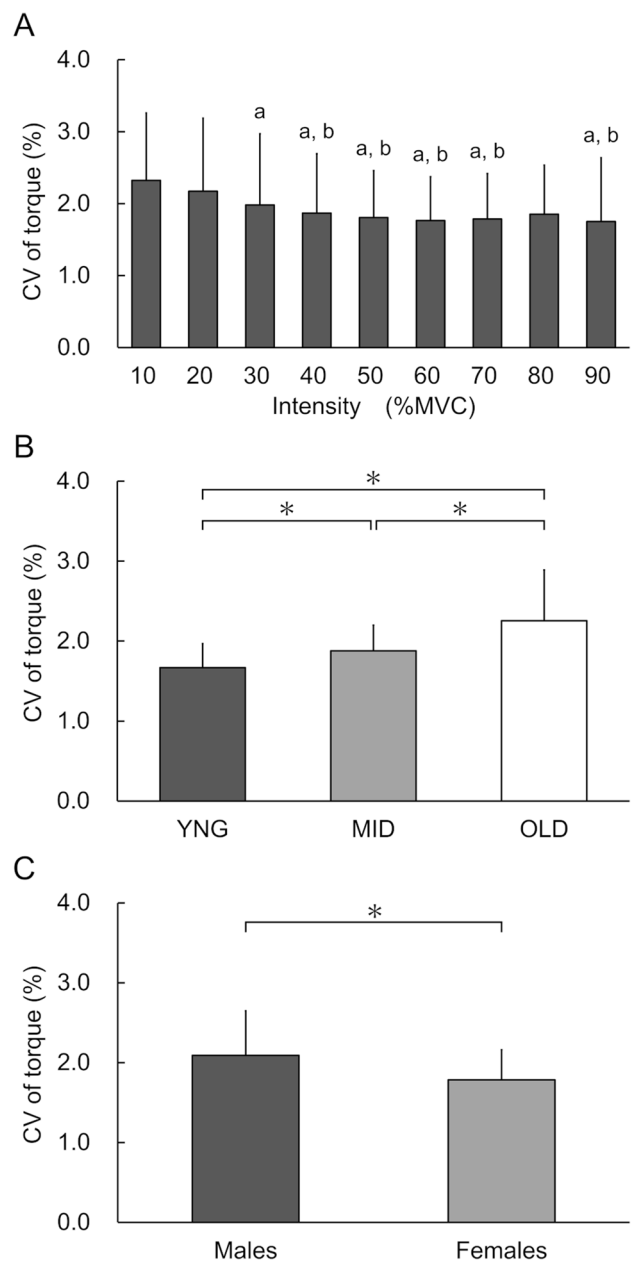 A
4.0
3.0
2.0
1.0
0.0
CV of torque (%)
a
a, b
a, b
a, b
a, b
a, b
10 20 30 40 50 60 70 80 90
Intensity (%MVC)
B
4.0
3.0
2.0
1.0
0.0
CV of torque (%)
*
* *
YNG MID OLD
C
4.0
3.0
2.0
1.0
0.0
CV of torque (%)
*
Males Females